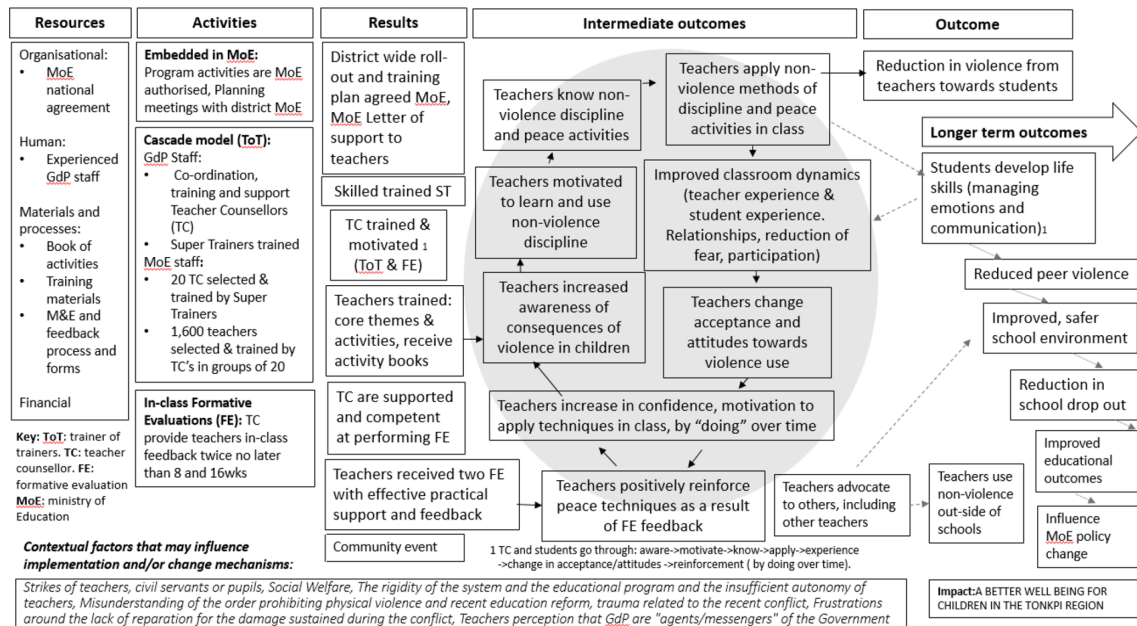 Resources
Organisational:
• MoE
national
agreement
Human:
• Experienced
GdP staff
Materials and
processes:
• Book of
activities
• Training
materials
• M&E and
feedback
process and
forms
Financial
Key: ToT: trainer of
trainers. TC: teacher
counsellor. FE:
formative evaluation
MoE: ministry of
Education
Activities
Embedded in MoE:
Program activities are MoE
authorised, Planning
meetings with district MoE
Cascade model (ToT):
GdP Staff:
• Co-ordination,
training and support
Teacher Counsellors
(TC)
• Super Trainers trained
MoE staff:
• 20 TC selected &
trained by Super
Trainers
• 1,600 teachers
selected & trained by
TC's in groups of 20
In-class Formative
Evaluations (FE): TC
provide teachers in-class
feedback twice no later
than 8 and 16wks
Results
District wide roll-
out and training
plan agreed MoE,
MoE Letter of
support to
teachers
Skilled trained ST
TC trained &
motivated 1
(ToT & FE)
Teachers trained:
core themes &
activities, receive
activity books
TC are supported
and competent
at performing FE
Teachers received two FE
with effective practical
support and feedback
Community event
Intermediate outcomes
Teachers know non-
violence discipline
and peace activities
Teachers motivated
to learn and use
non-violence
discipline
Teachers increased
awareness of
consequences of
violence in children
Teachers apply non-
violence methods of
discipline and peace
activities in class
Improved classroom dynamics
(teacher experience &
student experience.
Relationships, reduction of
fear, participation)
Teachers change
acceptance and
attitudes towards
violence use
Teachers increase in confidence, motivation to
apply techniques in class, by "doing" over time
Teachers positively reinforce
peace techniques as a result
of FE feedback
Teachers advocate
to others, including
other teachers
1 TC and students go through: aware->motivate->know->apply->experience
->change in acceptance/attitudes ->reinforcement ( by doing over time).
Outcome
Reduction in violence from
teachers towards students
Longer term outcomes
Students develop life
skills (managing
emotions and
communication)1
Reduced peer violence
Improved, safer
school environment
Reduction in
school drop out
Improved
educational
outcomes
Teachers use
non-violence
out-side of
schools
Influence
MoE policy
change
Impact:A BETTER WELL BEING FOR
CHILDREN IN THE TONKPI REGION
Contextual factors that may influence
implementation and/or change mechanisms:
Strikes of teachers, civil servants or pupils, Social Welfare, The rigidity of the system and the educational program and the insufficient autonomy of
teachers, Misunderstanding of the order prohibiting physical violence and recent education reform, trauma related to the recent conflict, Frustrations
around the lack of reparation for the damage sustained during the conflict, Teachers perception that GdP are "agents/messengers" of the Government